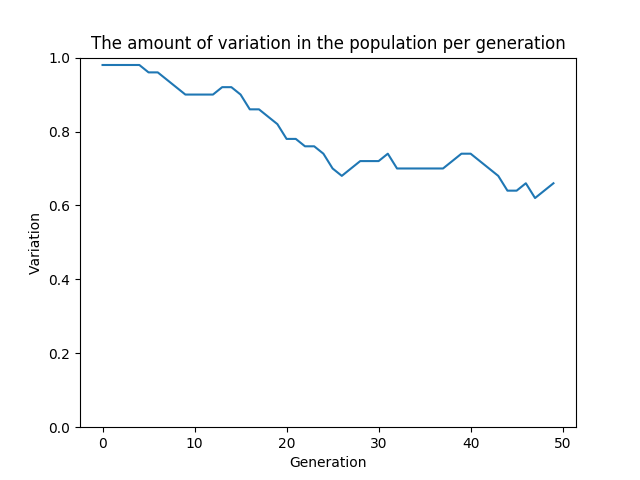 The amount of variation in the population per generation
1.0
0.8
0.6
0.4
0.2
0.0
Variation
0 10 20 30 40 50
Generation